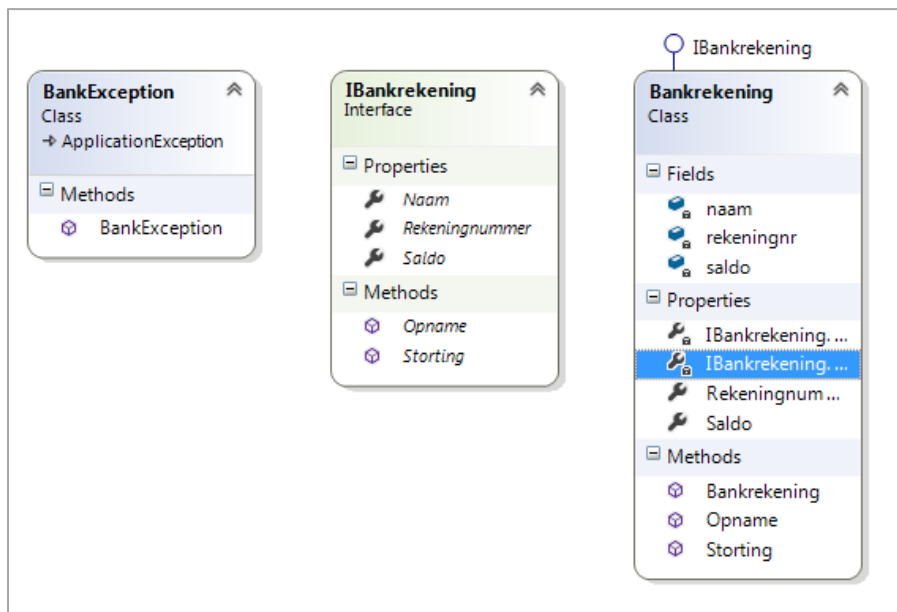 BankException
Class
ApplicationException
Methods
BankException
IBankrekening
Interface
Properties
Naam
Rekeningnummer
Saldo
Methods
Opname
Storting
IBankrekening
Bankrekening
Class
Fields
naam
rekeningnr
saldo
Properties
IBankrekening. ...
IBankrekening. ...
Rekeningnum ...
Saldo
Methods
Bankrekening
Opname
Storting